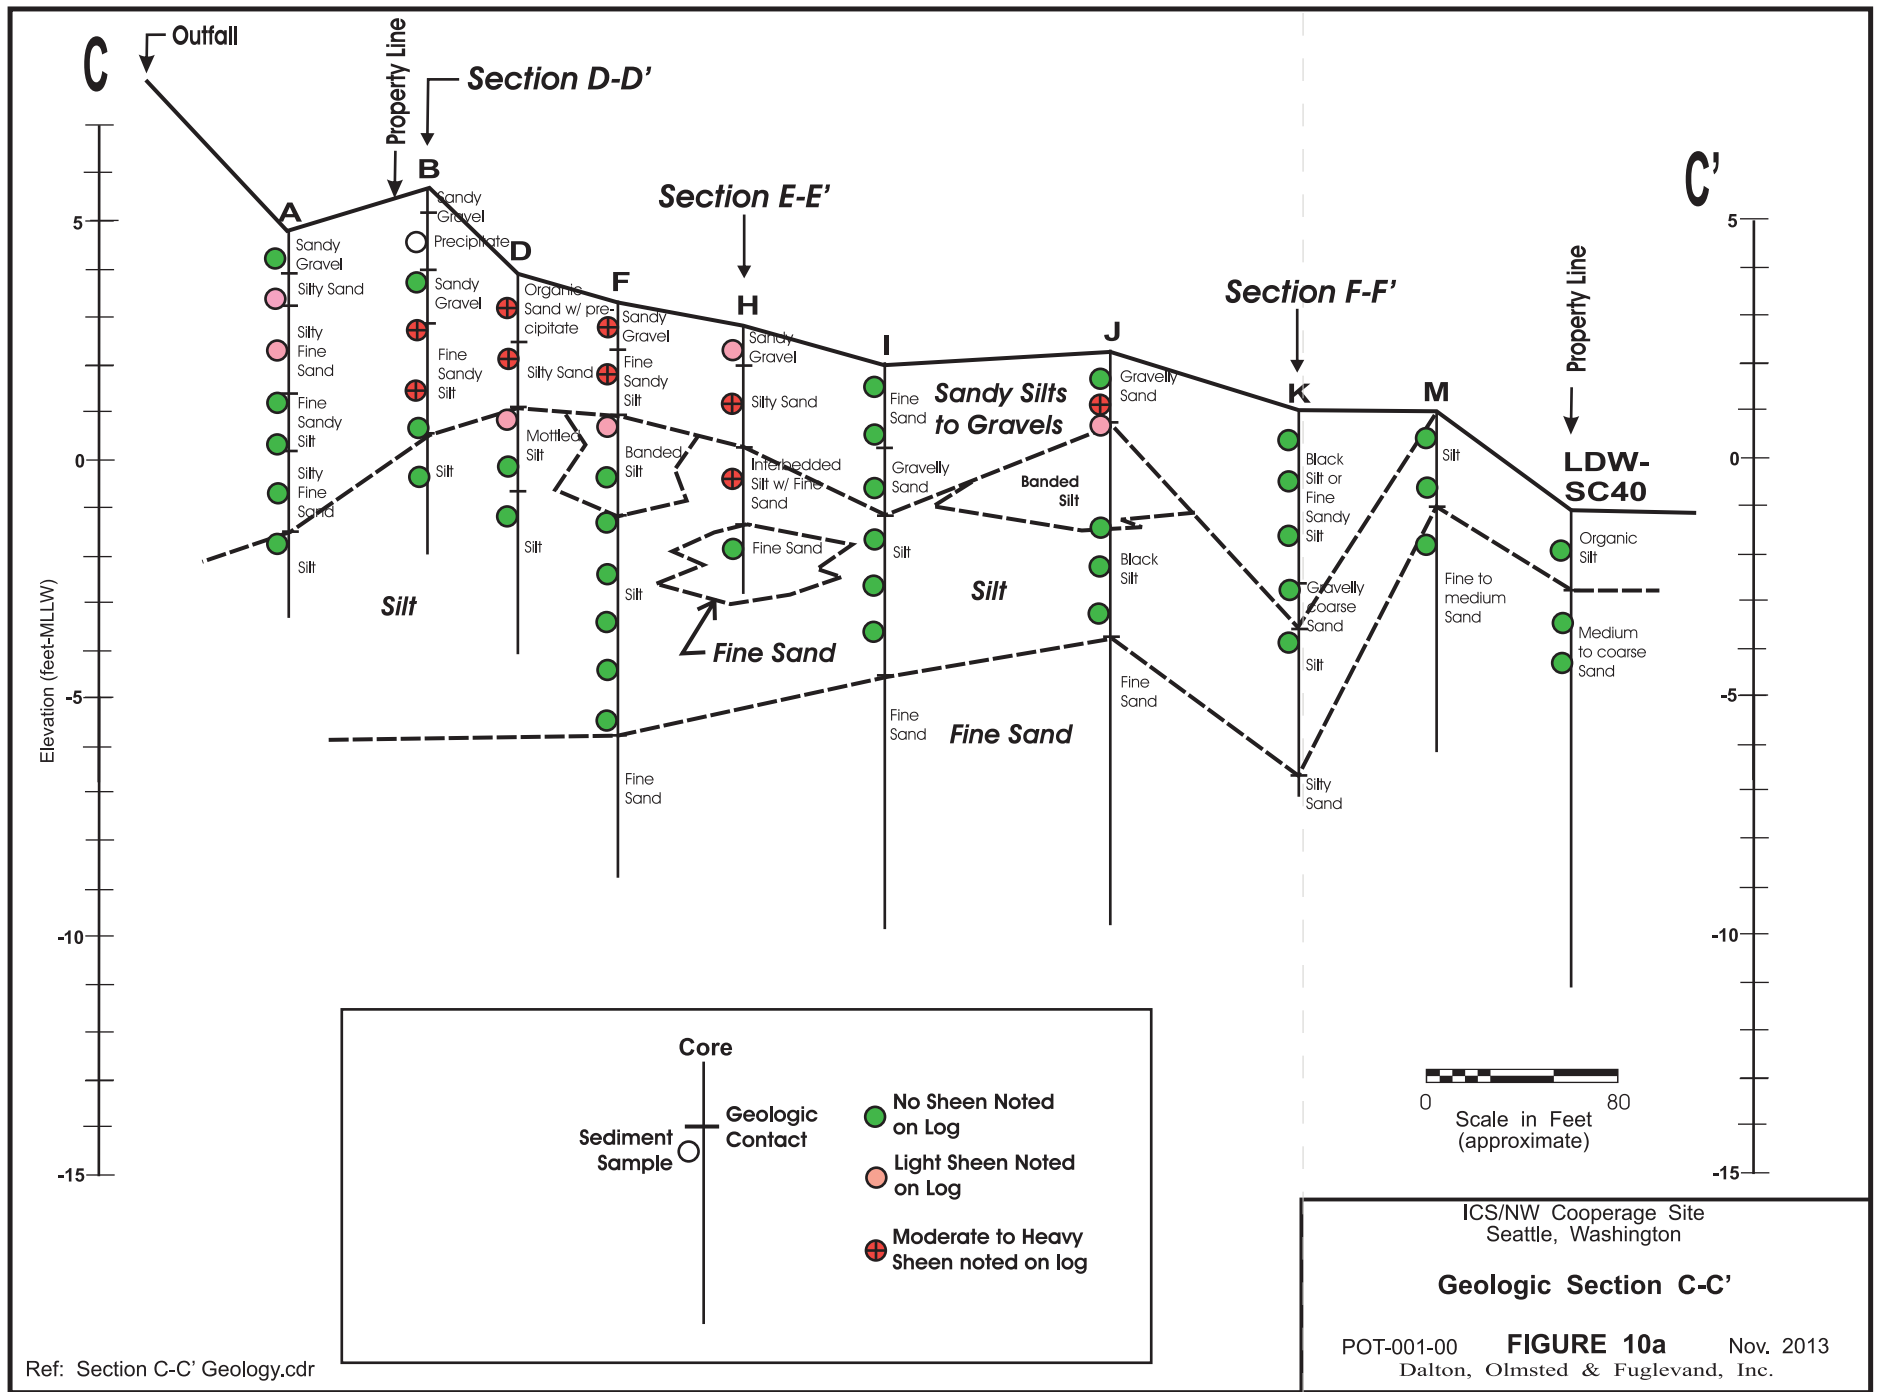 C
Outfall
Property Line
Section D-D'
B
A
D
F
Section E-E'
H
I
J
Section F-F'
K
M
C'
Property Line
LDW-
SC40
5
0
-5
-10
-15
Elevation (feet-MLLW)
5
0
-5
-10
-15
Sandy
Gravel
Silty Sand
Silty
Fine
Sand
Fine
Sandy
Silt
Silty
Fine
Sand
Silt
Sandy
Gravel
Precipitate
Sandy
Gravel
Fine
Sandy
Silt
Silt
Organic
Sand w/ pre-
cipitate
Silty Sand
Mottled
Silt
Silt
Sandy
Gravel
Fine
Sandy
Silt
Banded
Silt
Silt
Fine
Sand
Sandy
Gravel
Silty Sand
Interbedded
Silt w/ Fine
Sand
Fine Sand
Fine
Sand
Gravelly
Sand
Silt
Fine
Sand
Gravelly
Sand
Banded
Silt
Black
Silt
Fine
Sand
Black
Silt or
Fine
Sandy
Silt
Gravelly
Coarse
Sand
Silt
Silty
Sand
Silt
Fine to
medium
Sand
Organic
Silt
Medium
to coarse
Sand
Sandy Silts
to Gravels
Silt
Silt
Fine Sand
Fine Sand
Core
Geologic
Contact
Sediment
Sample
No Sheen Noted
on Log
Light Sheen Noted
on Log
Moderate to Heavy
Sheen noted on log
0 80
Scale in Feet
(approximate)
ICS/NW Cooperage Site
Seattle, Washington
Geologic Section C-C'
POT-001-00 FIGURE 10a Nov. 2013
Dalton, Olmsted & Fuglevand, Inc.
Ref: Section C-C' Geology.cdr